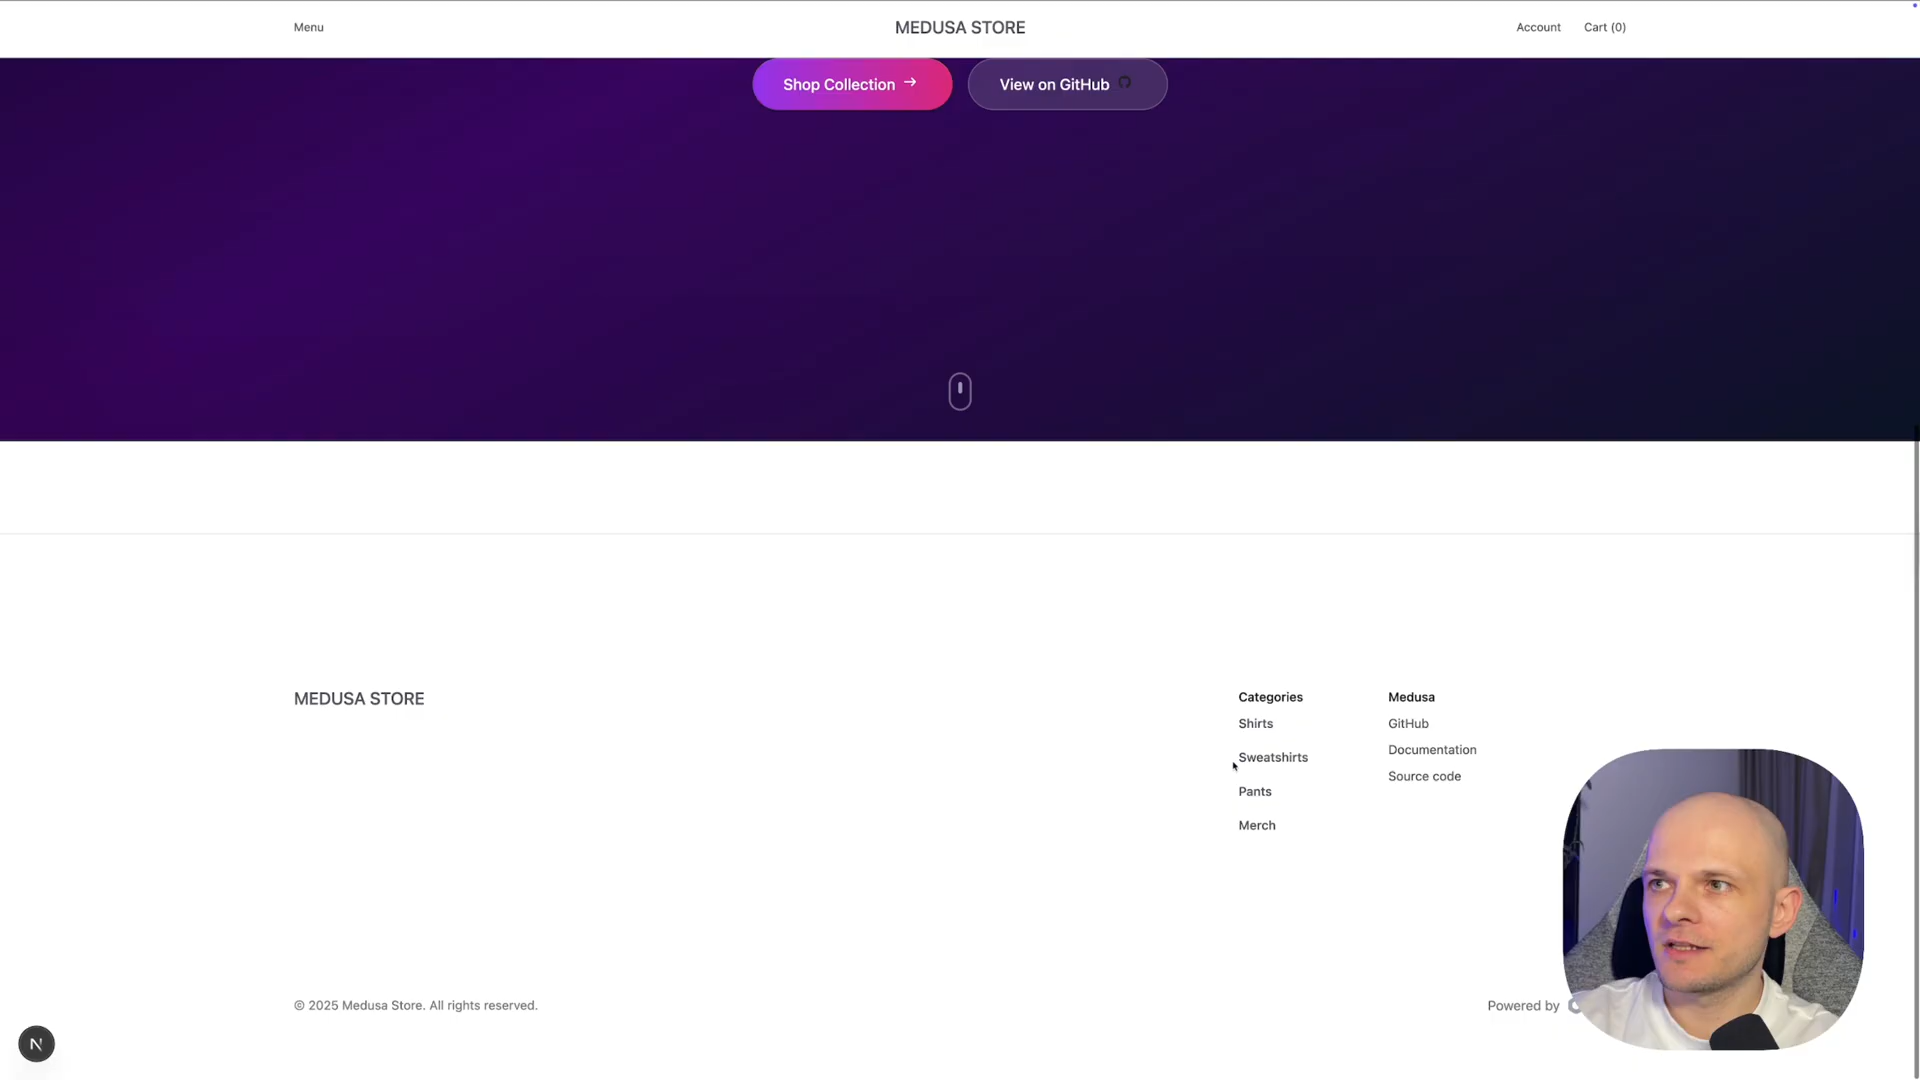 Menu
MEDUSA STORE
Account
Cart (0)
Shop Collection →
View on GitHub
MEDUSA STORE
Categories
Shirts
Sweatshirts
Pants
Merch
Medusa
GitHub
Documentation
Source code
© 2025 Medusa Store. All rights reserved.
Powered by
N